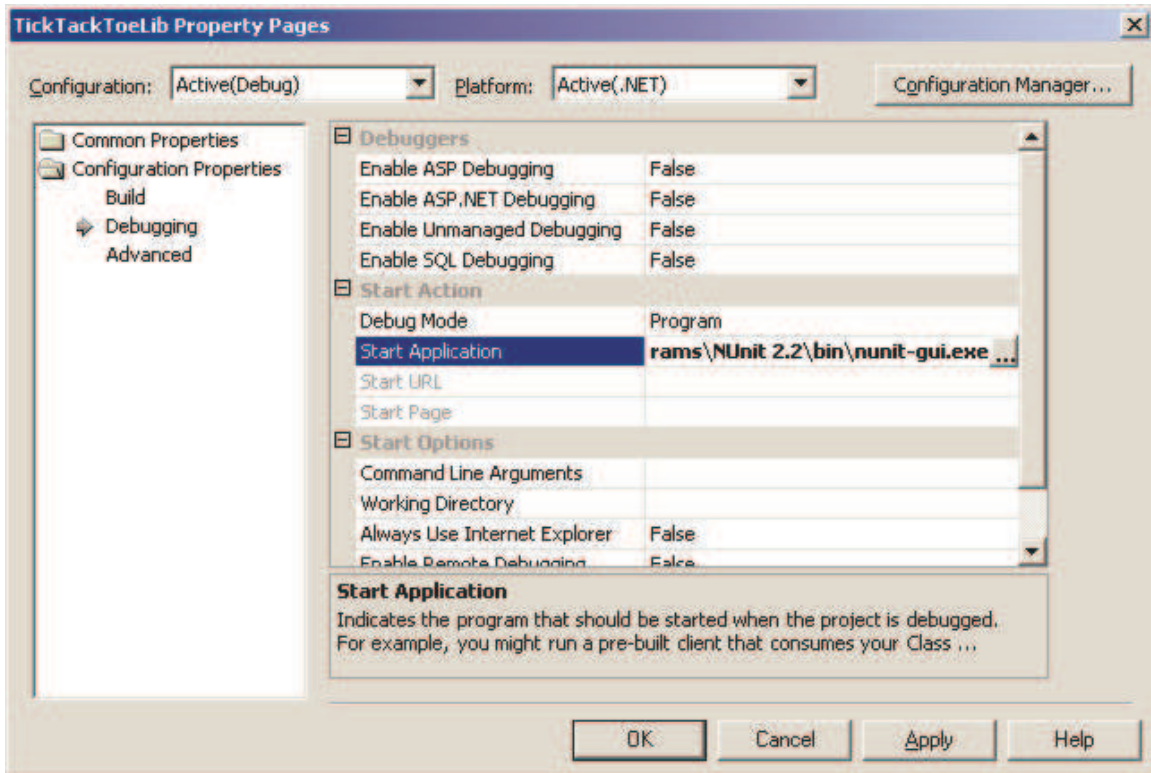 TickTackToeLib Property Pages
Configuration: Active(Debug) Platform: Active(.NET) Configuration Manager...
Common Properties
Configuration Properties
Build
Debugging
Advanced
Debuggers
Enable ASP Debugging False
Enable ASP.NET Debugging False
Enable Unmanaged Debugging False
Enable SQL Debugging False
Start Action
Debug Mode Program
Start Application rams\NUnit 2.2\bin\nunit-gui.exe ...
Start URL
Start Page
Start Options
Command Line Arguments
Working Directory
Always Use Internet Explorer False
Enable Remote Debugging False
Start Application
Indicates the program that should be started when the project is debugged.
For example, you might run a pre-built client that consumes your Class ...
OK Cancel Apply Help